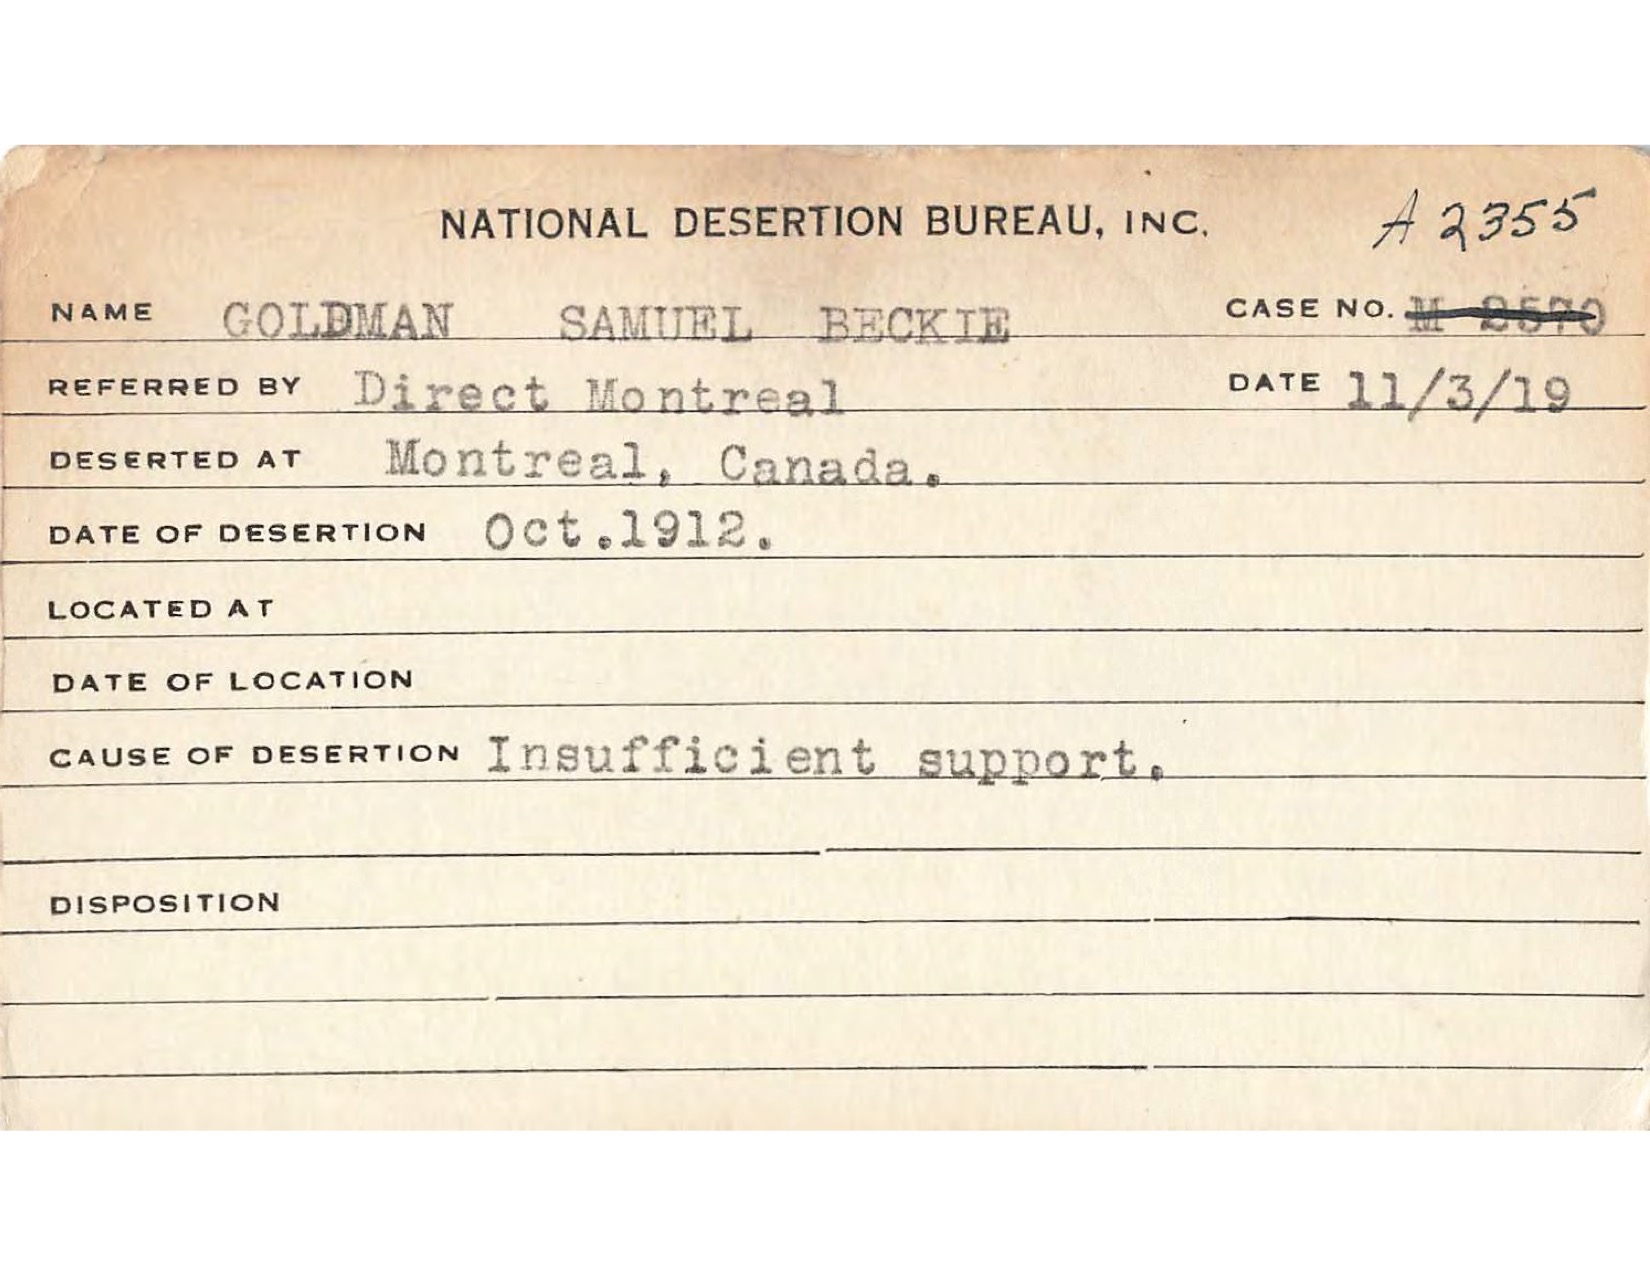 NATIONAL DESERTION BUREAU, INC. A 2355
NAME GOLDMAN SAMUEL BECKIE CASE NO. M 2570
REFERRED BY Direct Montreal DATE 11/3/19
DESERTED AT Montreal, Canada.
DATE OF DESERTION Oct.1912.
LOCATED AT
DATE OF LOCATION
CAUSE OF DESERTION Insufficient support.
DISPOSITION